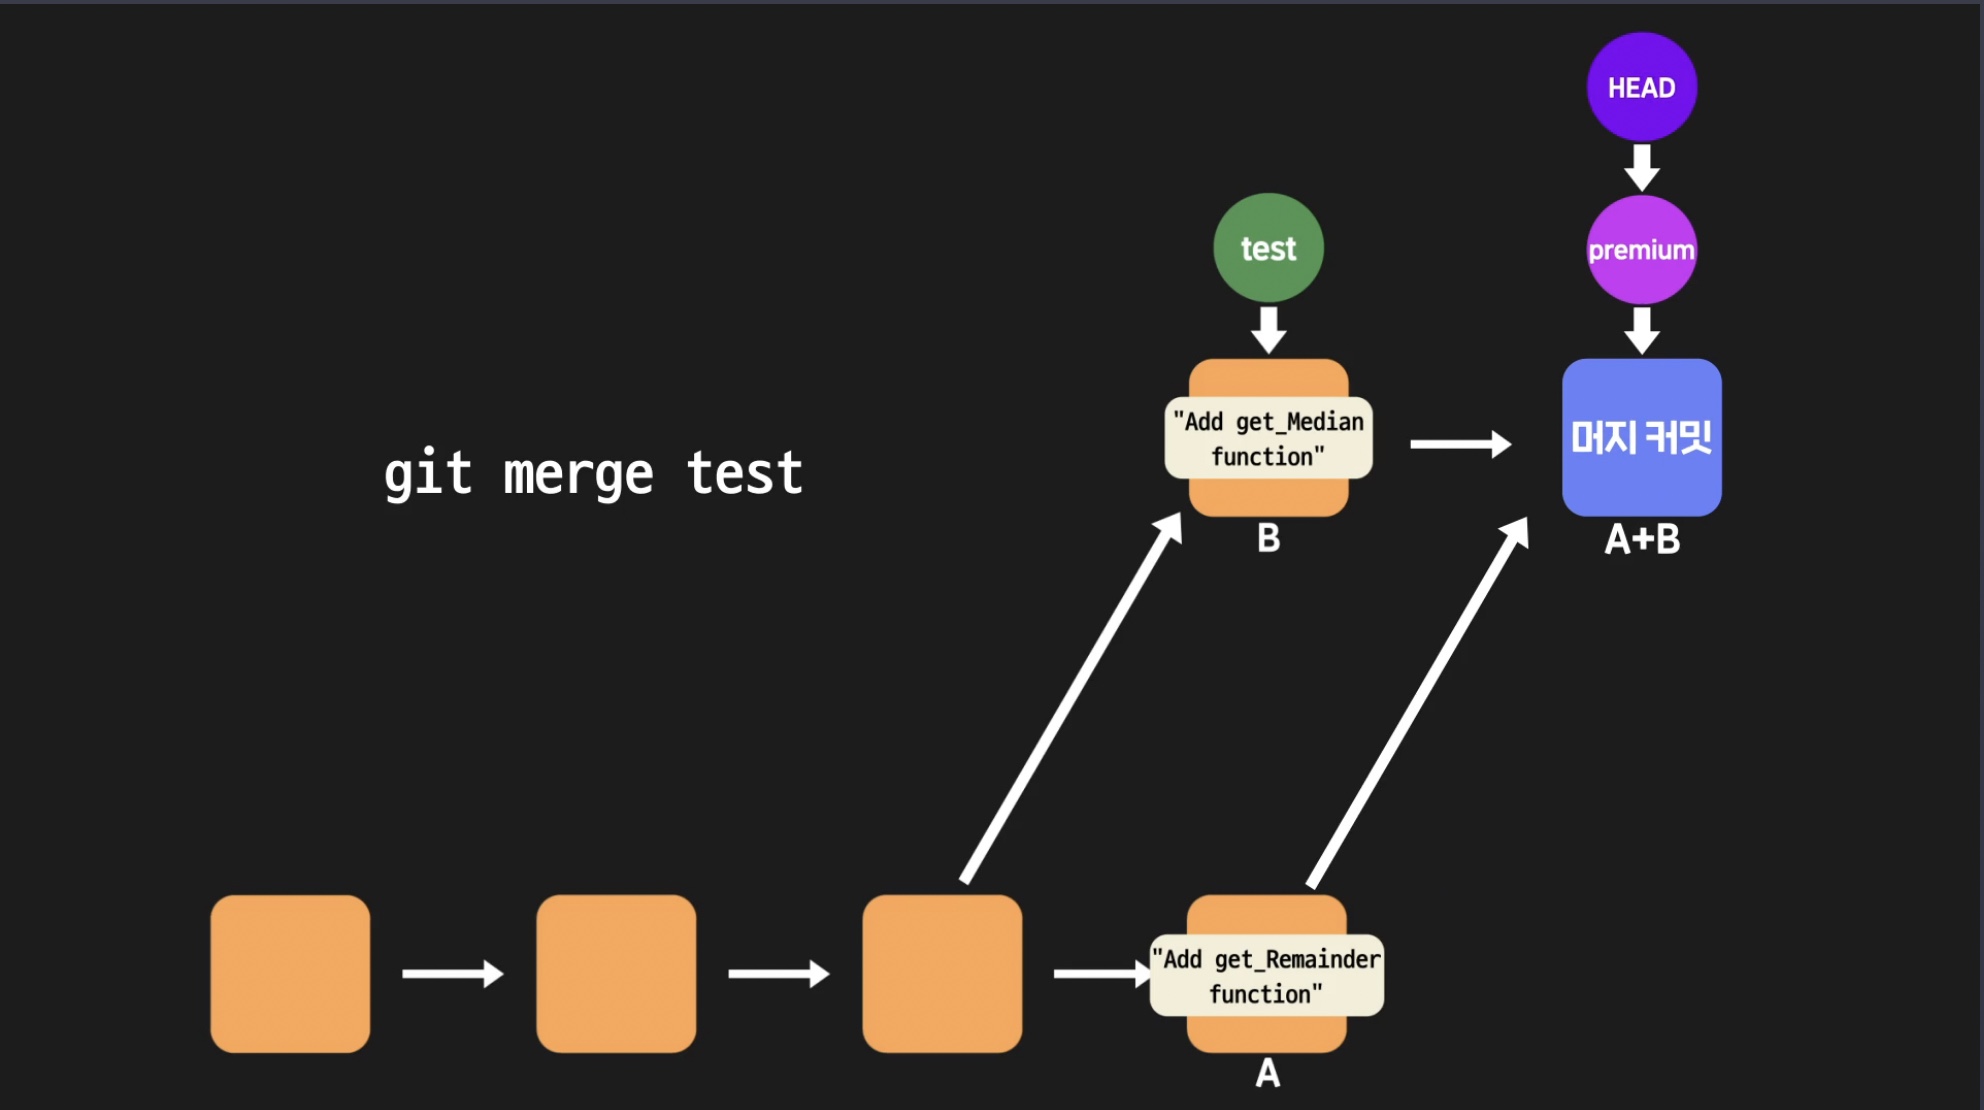 HEAD
test
premium
"Add get_Median
function"
머지 커밋
git merge test
B
A+B
"Add get_Remainder
function"
A